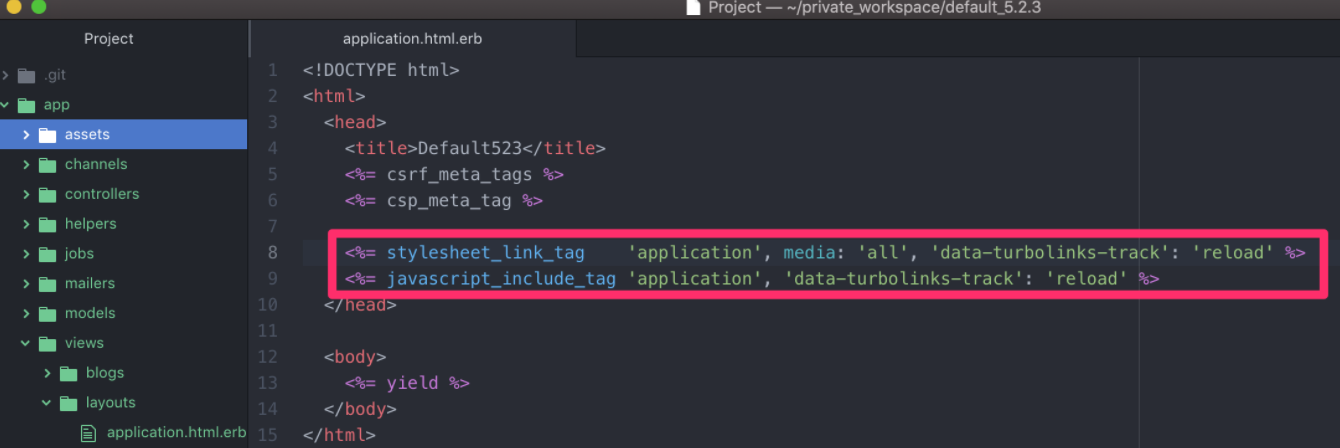 Project — ~/private_workspace/default_5.2.3
Project
.git
app
assets
channels
controllers
helpers
jobs
mailers
models
views
blogs
layouts
application.html.erb
application.html.erb
1 <!DOCTYPE html>
2 <html>
3   <head>
4     <title>Default523</title>
5     <%= csrf_meta_tags %>
6     <%= csp_meta_tag %>
7
8     <%= stylesheet_link_tag    'application', media: 'all', 'data-turbolinks-track': 'reload' %>
9     <%= javascript_include_tag 'application', 'data-turbolinks-track': 'reload' %>
10   </head>
11
12   <body>
13     <%= yield %>
14   </body>
15 </html>